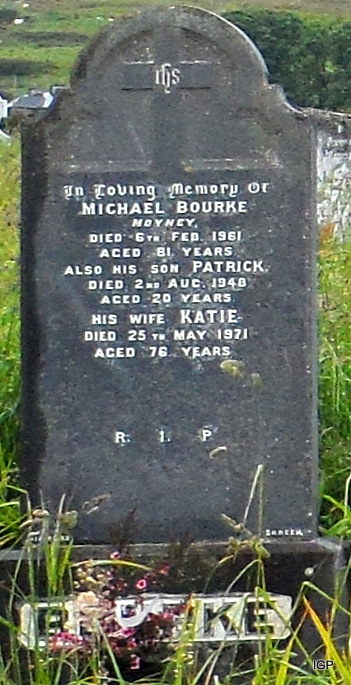 IHS
In Loving Memory Of
MICHAEL BOURKE
MOYNEY,
DIED 6TH FEB. 1961
AGED 81 YEARS
ALSO HIS SON PATRICK
DIED 2ND AUG. 1948
AGED 20 YEARS
HIS WIFE KATIE
DIED 25TH MAY 1971
AGED 76 YEARS
R. I. P
BOURKE
IGP